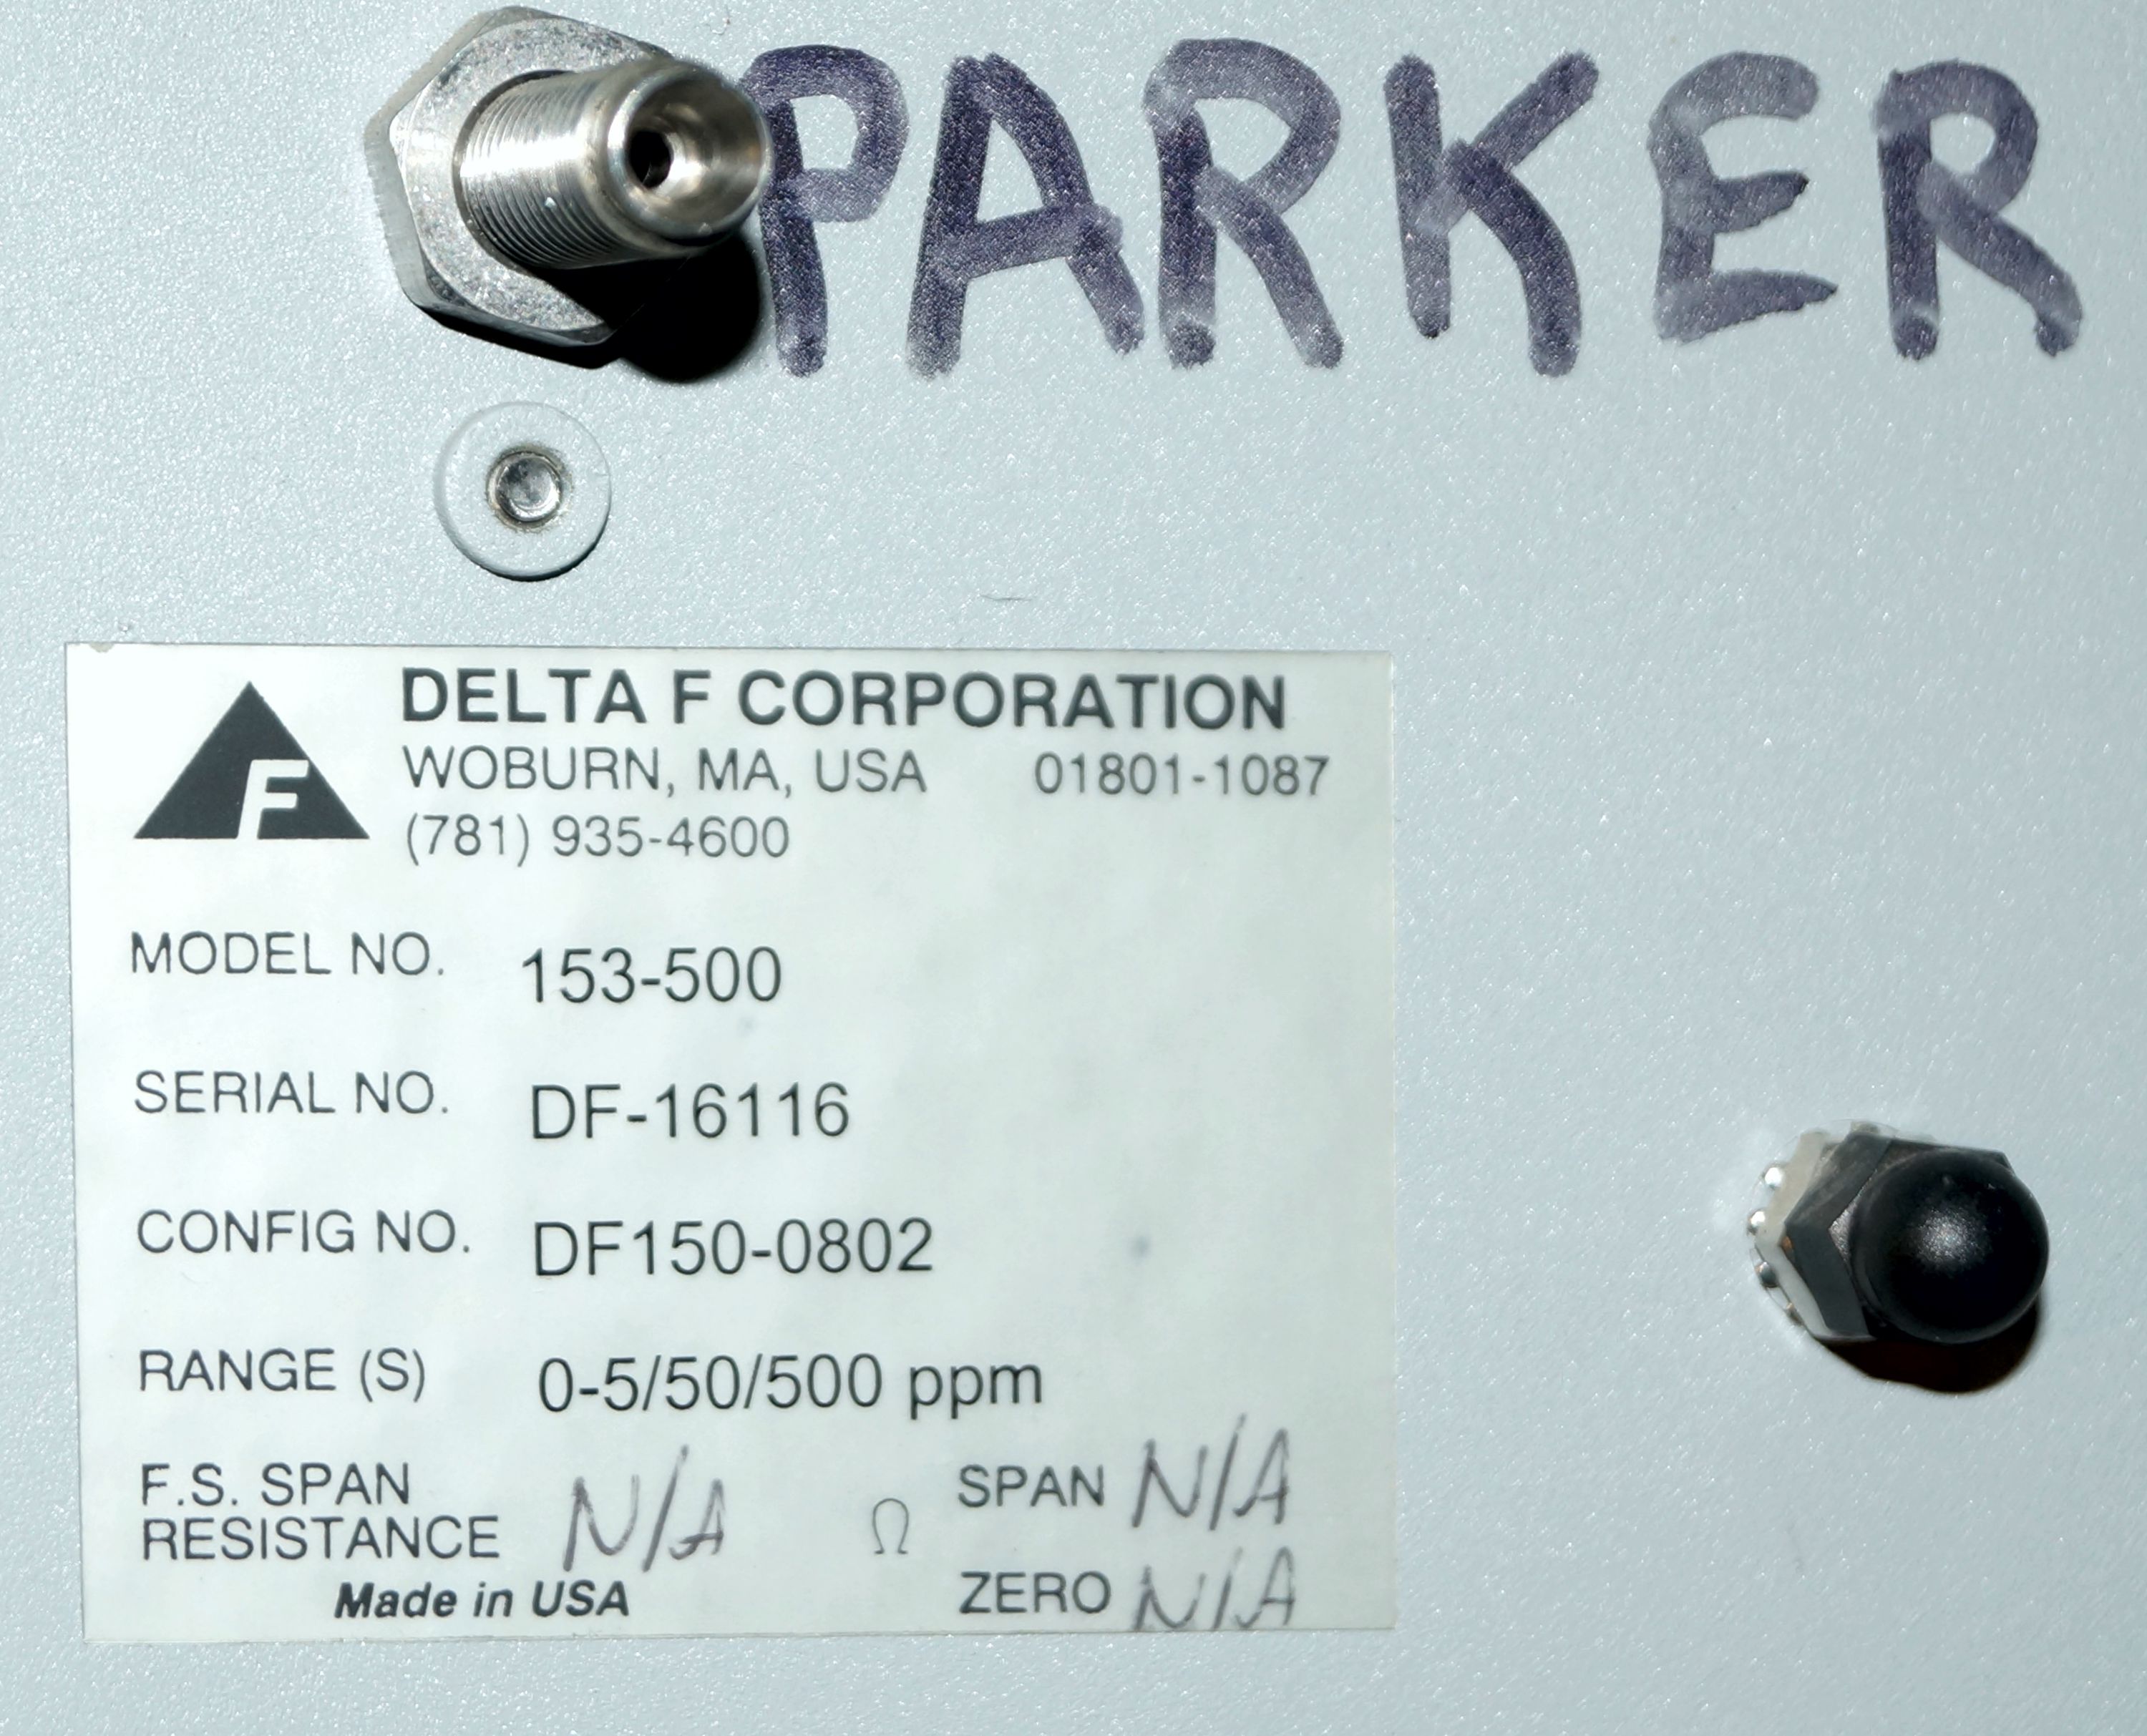 PARKER
F
DELTA F CORPORATION
WOBURN, MA, USA 01801-1087
(781) 935-4600
MODEL NO. 153-500
SERIAL NO. DF-16116
CONFIG NO. DF150-0802
RANGE (S) 0-5/50/500 ppm
F.S. SPAN
RESISTANCE N/A Ω
SPAN N/A
ZERO N/A
Made in USA